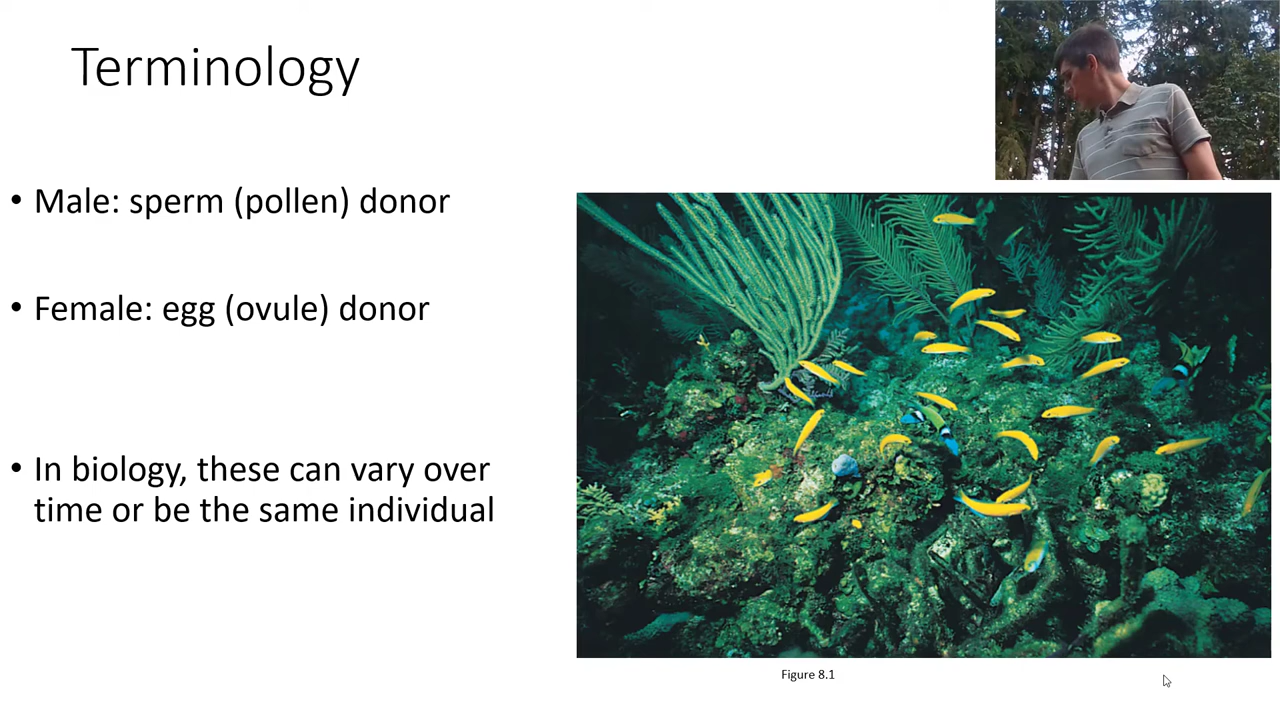 Terminology
• Male: sperm (pollen) donor
• Female: egg (ovule) donor
• In biology, these can vary over
time or be the same individual
Figure 8.1